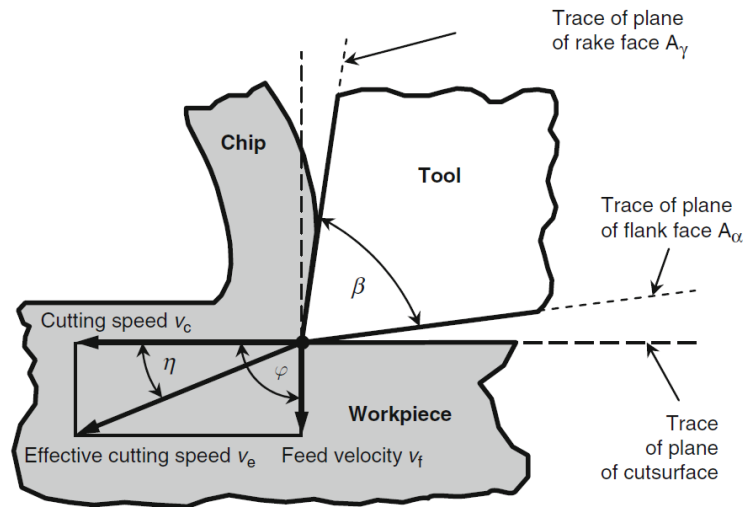 Trace of plane
of rake face Aγ
Chip
Tool
Trace of plane
of flank face Aα
β
Cutting speed vc
η
φ
Workpiece
Effective cutting speed ve
Feed velocity vf
Trace
of plane
of cutsurface